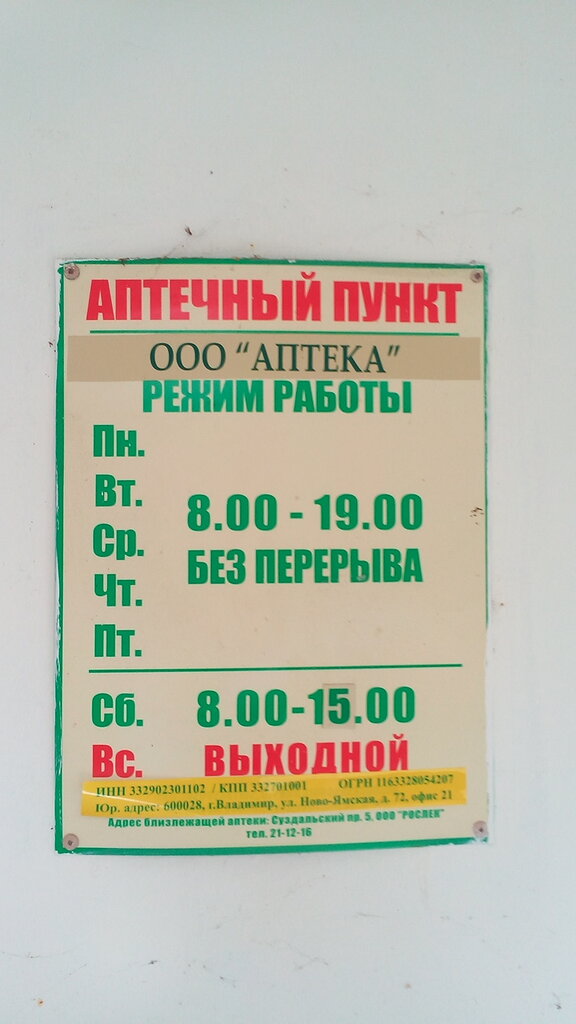 АПТЕЧНЫЙ ПУНКТ
ООО “АПТЕКА”
РЕЖИМ РАБОТЫ
Пн.
Вт.
8.00 - 19.00
Ср.
БЕЗ ПЕРЕРЫВА
Чт.
Пт.
Сб. 8.00-15.00
Вс. ВЫХОДНОЙ
ИНН 332902301102 / КПП 332701001 ОГРН 1163328054207
Юр. адрес: 600028, г.Владимир, ул. Ново-Ямская, д. 72, офис 21
Адрес близлежащей аптеки: Суздальский пр. 5, ООО "РОСЛЕК"
тел. 21-12-16